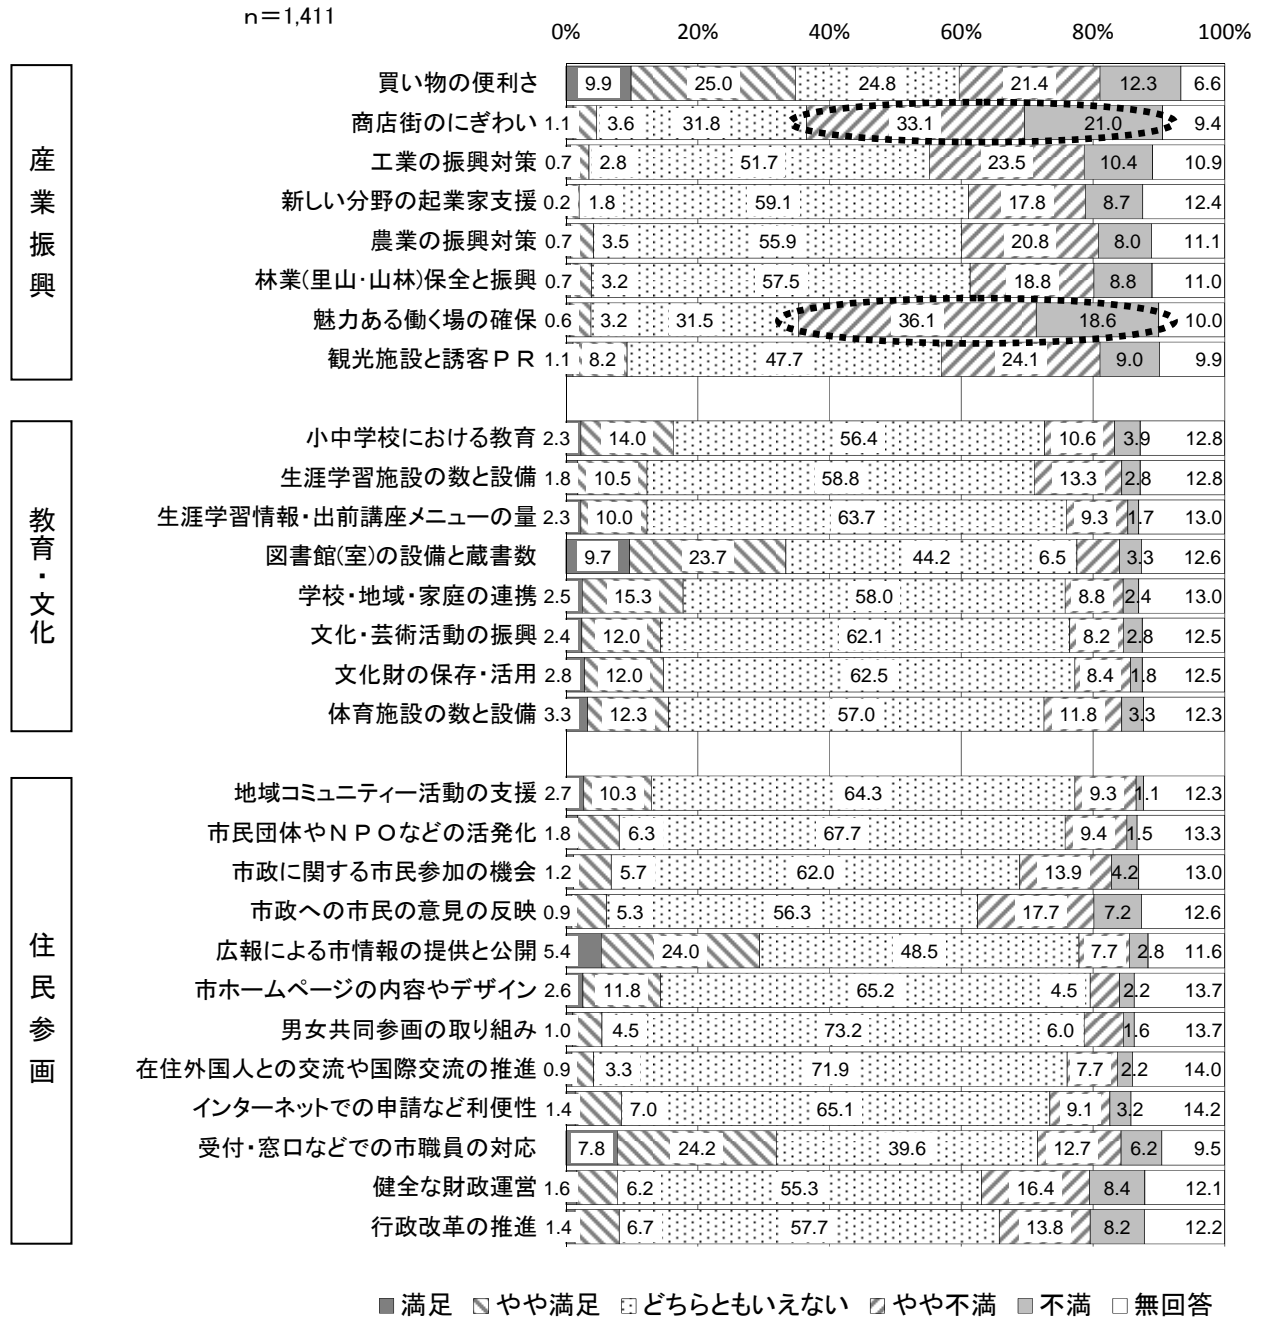 n＝1,411
0% 20% 40% 60% 80% 100%
産業振興
買い物の便利さ 9.9 25.0 24.8 21.4 12.3 6.6
商店街のにぎわい 1.1 3.6 31.8 33.1 21.0 9.4
工業の振興対策 0.7 2.8 51.7 23.5 10.4 10.9
新しい分野の起業家支援 0.2 1.8 59.1 17.8 8.7 12.4
農業の振興対策 0.7 3.5 55.9 20.8 8.0 11.1
林業(里山・山林)保全と振興 0.7 3.2 57.5 18.8 8.8 11.0
魅力ある働く場の確保 0.6 3.2 31.5 36.1 18.6 10.0
観光施設と誘客ＰＲ 1.1 8.2 47.7 24.1 9.0 9.9
教育・文化
小中学校における教育 2.3 14.0 56.4 10.6 3.9 12.8
生涯学習施設の数と設備 1.8 10.5 58.8 13.3 2.8 12.8
生涯学習情報・出前講座メニューの量 2.3 10.0 63.7 9.3 1.7 13.0
図書館(室)の設備と蔵書数 9.7 23.7 44.2 6.5 3.3 12.6
学校・地域・家庭の連携 2.5 15.3 58.0 8.8 2.4 13.0
文化・芸術活動の振興 2.4 12.0 62.1 8.2 2.8 12.5
文化財の保存・活用 2.8 12.0 62.5 8.4 1.8 12.5
体育施設の数と設備 3.3 12.3 57.0 11.8 3.3 12.3
住民参画
地域コミュニティー活動の支援 2.7 10.3 64.3 9.3 1.1 12.3
市民団体やＮＰＯなどの活発化 1.8 6.3 67.7 9.4 1.5 13.3
市政に関する市民参加の機会 1.2 5.7 62.0 13.9 4.2 13.0
市政への市民の意見の反映 0.9 5.3 56.3 17.7 7.2 12.6
広報による市情報の提供と公開 5.4 24.0 48.5 7.7 2.8 11.6
市ホームページの内容やデザイン 2.6 11.8 65.2 4.5 2.2 13.7
男女共同参画の取り組み 1.0 4.5 73.2 6.0 1.6 13.7
在住外国人との交流や国際交流の推進 0.9 3.3 71.9 7.7 2.2 14.0
インターネットでの申請など利便性 1.4 7.0 65.1 9.1 3.2 14.2
受付・窓口などでの市職員の対応 7.8 24.2 39.6 12.7 6.2 9.5
健全な財政運営 1.6 6.2 55.3 16.4 8.4 12.1
行政改革の推進 1.4 6.7 57.7 13.8 8.2 12.2
満足 やや満足 どちらともいえない やや不満 不満 無回答